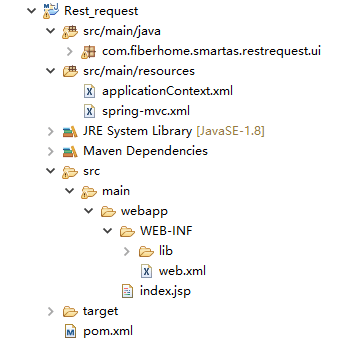 Rest_request
src/main/java
com.fiberhome.smartas.restrequest.ui
src/main/resources
applicationContext.xml
spring-mvc.xml
JRE System Library [JavaSE-1.8]
Maven Dependencies
src
main
webapp
WEB-INF
lib
web.xml
index.jsp
target
pom.xml